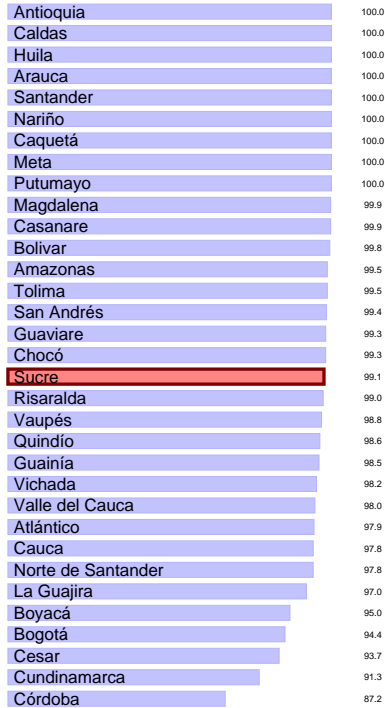 Antioquia 100.0
Caldas 100.0
Huila 100.0
Arauca 100.0
Santander 100.0
Nariño 100.0
Caquetá 100.0
Meta 100.0
Putumayo 100.0
Magdalena 99.9
Casanare 99.9
Bolivar 99.8
Amazonas 99.5
Tolima 99.5
San Andrés 99.4
Guaviare 99.3
Chocó 99.3
Sucre 99.1
Risaralda 99.0
Vaupés 98.8
Quindío 98.6
Guainía 98.5
Vichada 98.2
Valle del Cauca 98.0
Atlántico 97.9
Cauca 97.8
Norte de Santander 97.8
La Guajira 97.0
Boyacá 95.0
Bogotá 94.4
Cesar 93.7
Cundinamarca 91.3
Córdoba 87.2